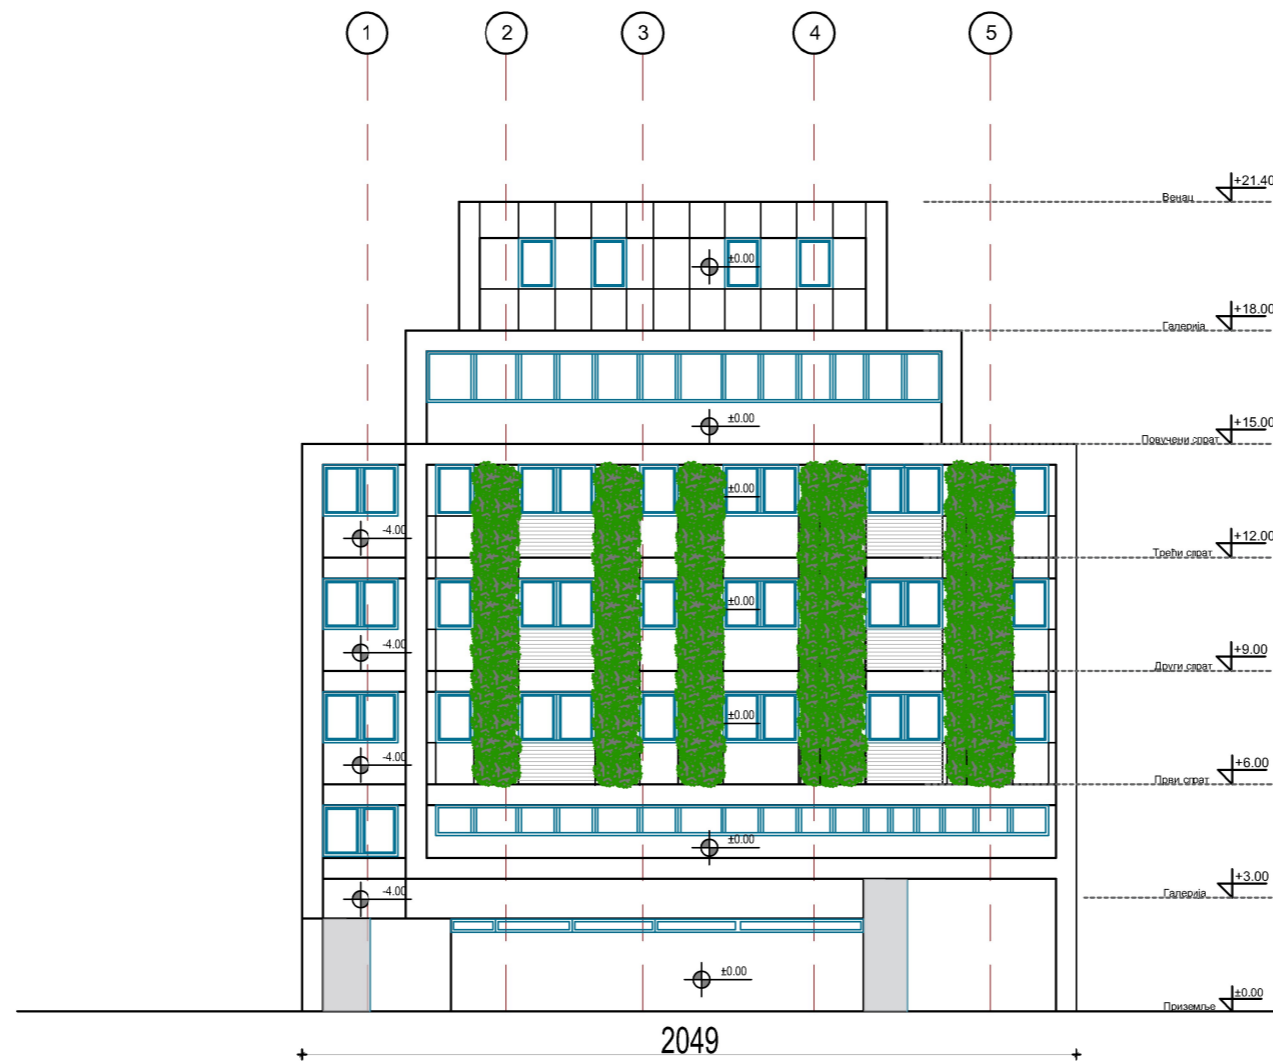 1 2 3 4 5
+21.40
Венац
±0.00
+18.00
Галерија
±0.00
+15.00
Повучени спрат
±0.00
-4.00
+12.00
Трећи спрат
±0.00
-4.00
+9.00
Други спрат
±0.00
-4.00
+6.00
Први спрат
±0.00
+3.00
-4.00
Галерија
±0.00
±0.00
Приземље
2049